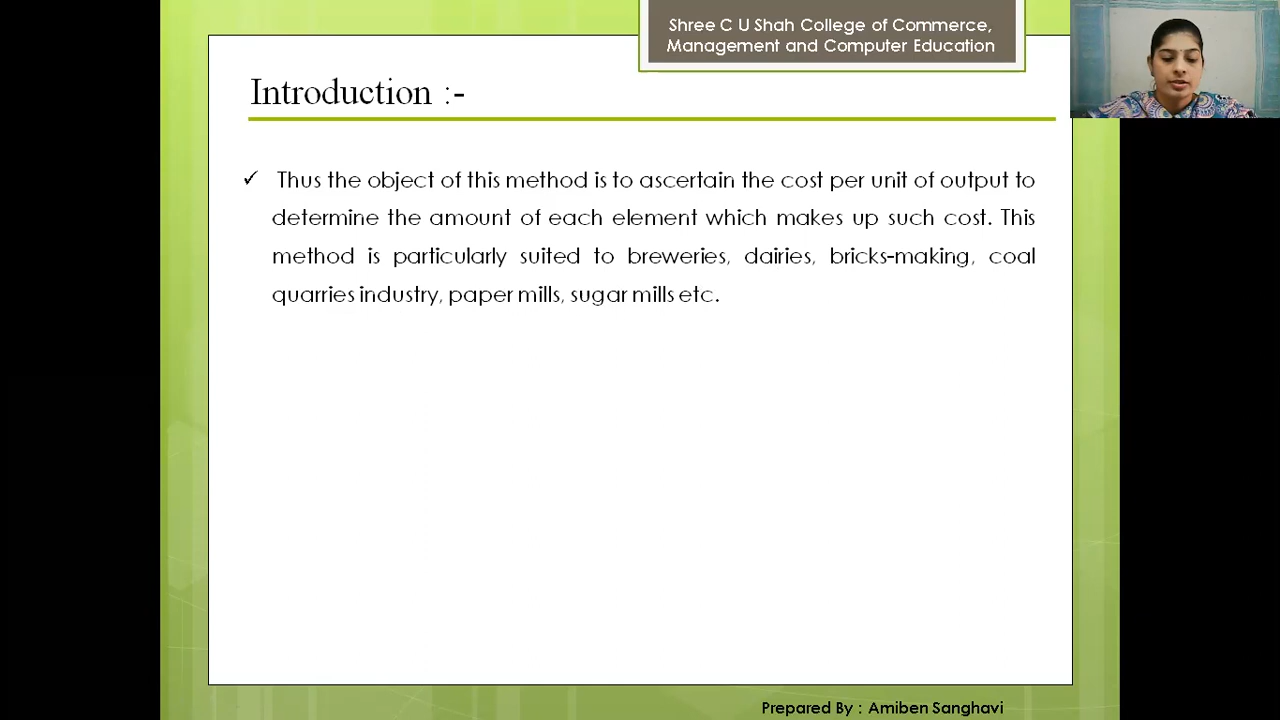 Shree C U Shah College of Commerce,
Management and Computer Education
Introduction :-
✓ Thus the object of this method is to ascertain the cost per unit of output to
determine the amount of each element which makes up such cost. This
method is particularly suited to breweries, dairies, bricks-making, coal
quarries industry, paper mills, sugar mills etc.
Prepared By : Amiben Sanghavi